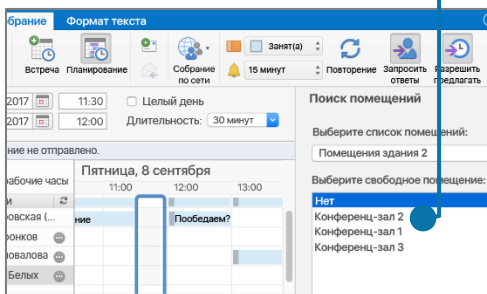 брание Формат текста
Встреча Планирование Собрание по сети Занят(а) 15 минут Повторение Запросить ответы Разрешить предлагать
2017 11:30 Целый день
2017 12:00 Длительность: 30 минут
ние не отправлено.
Пятница, 8 сентября
рабочие часы 11:00 12:00 13:00
и
ровская (... ние Пообедаем?
ронков
ловалова
Белых
Поиск помещений
Выберите список помещений:
Помещения здания 2
Выберите свободное помещение:
Нет
Конференц-зал 2
Конференц-зал 1
Конференц-зал 3